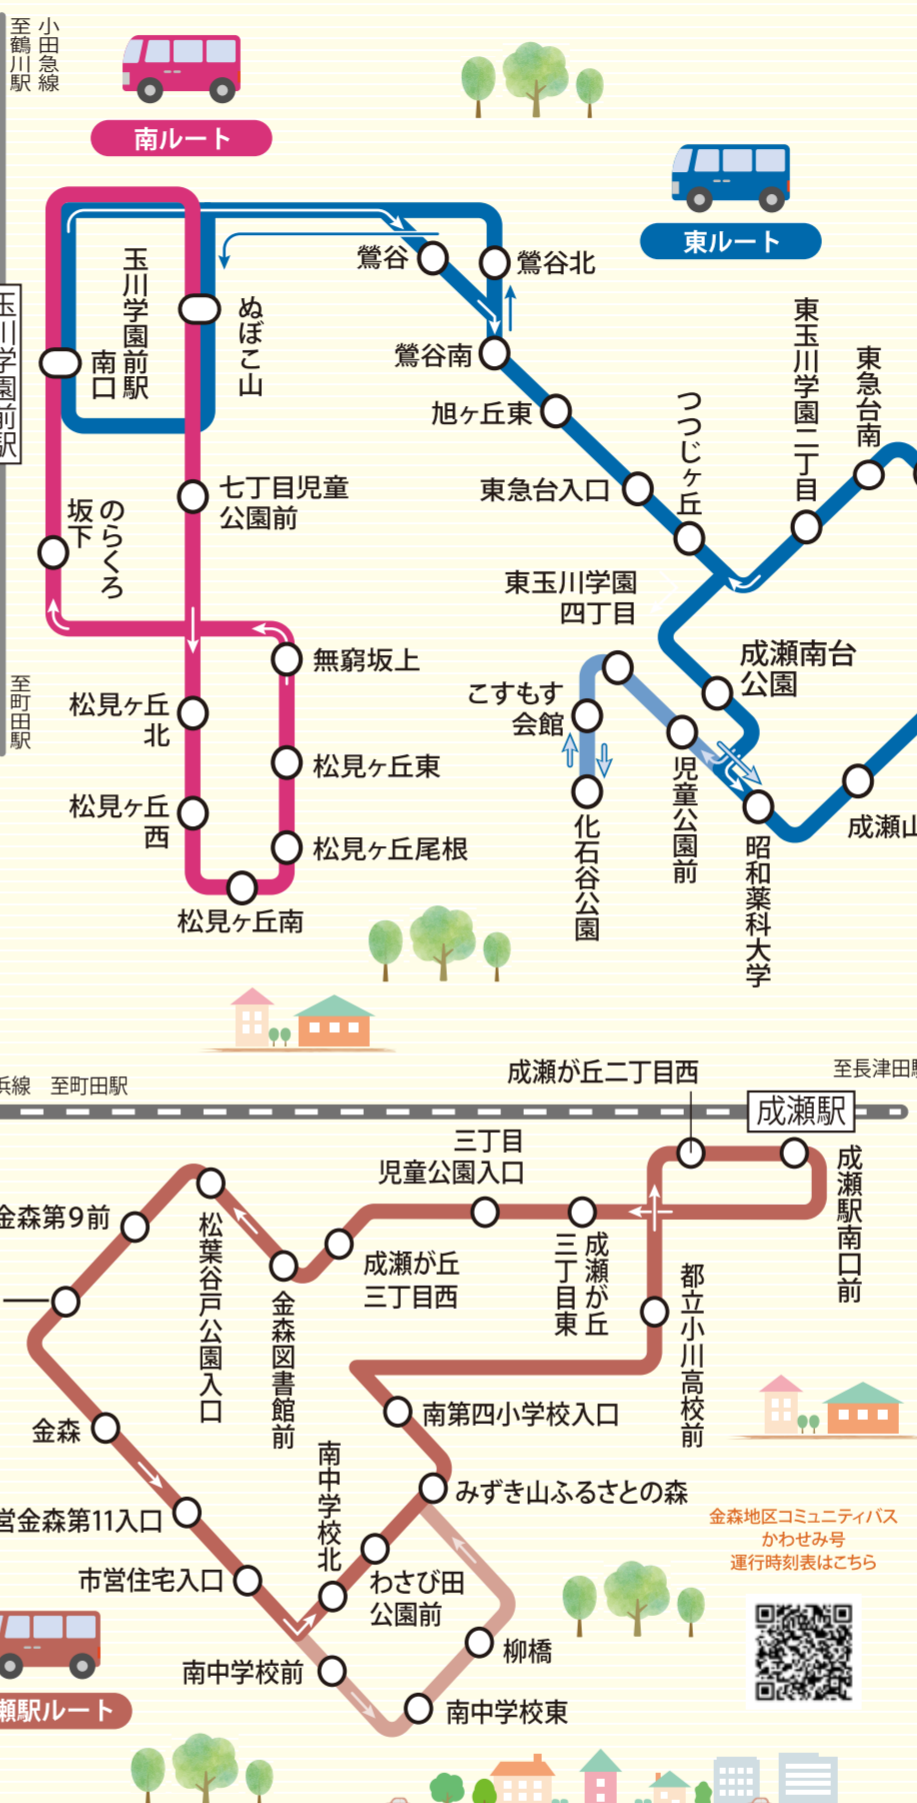 小田急線
至鶴川駅
南ルート
東ルート
玉川学園前駅
至町田駅
玉川学園前駅
南口
ぬぼこ山
鶯谷
鶯谷北
鶯谷南
旭ヶ丘東
東急台入口
つつじヶ丘
東玉川学園二丁目
東急台南
七丁目児童
公園前
のらくろ
坂下
東玉川学園
四丁目
無窮坂上
成瀬南台
公園
こすもす
会館
松見ヶ丘
北
松見ヶ丘東
児童公園前
松見ヶ丘
西
松見ヶ丘尾根
化石谷公園
昭和薬科大学
成瀬山
松見ヶ丘南
成瀬が丘二丁目西
至長津田駅
浜線 至町田駅
成瀬駅
三丁目
児童公園入口
成瀬駅南口前
金森第9前
松葉谷戸公園入口
成瀬が丘
三丁目西
成瀬が丘
三丁目東
金森図書館前
都立小川高校前
金森
南第四小学校入口
南中学校北
みずき山ふるさとの森
営金森第11入口
市営住宅入口
わさび田
公園前
南中学校前
柳橋
南中学校東
瀬駅ルート
金森地区コミュニティバス
かわせみ号
運行時刻表はこちら